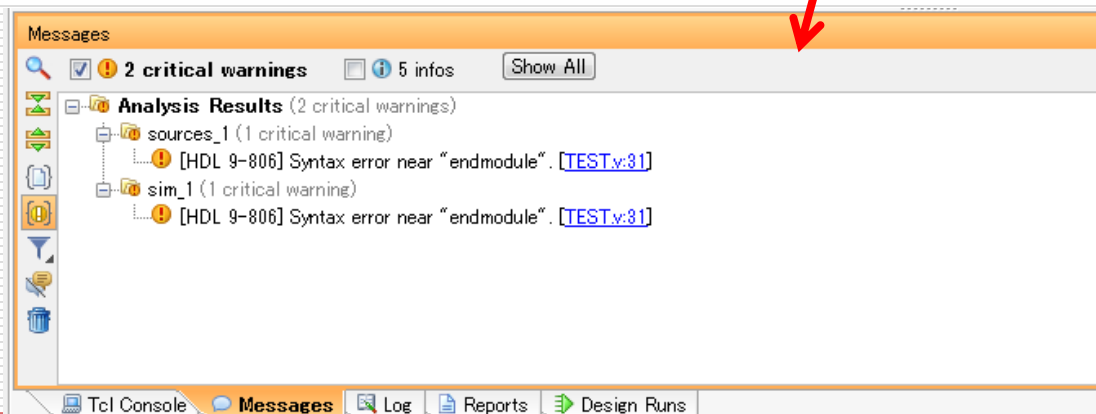 Messages
2 critical warnings 5 infos Show All
Analysis Results (2 critical warnings)
sources_1 (1 critical warning)
[HDL 9-806] Syntax error near "endmodule". [TEST.v:31]
sim_1 (1 critical warning)
[HDL 9-806] Syntax error near "endmodule". [TEST.v:31]
Tcl Console Messages Log Reports Design Runs